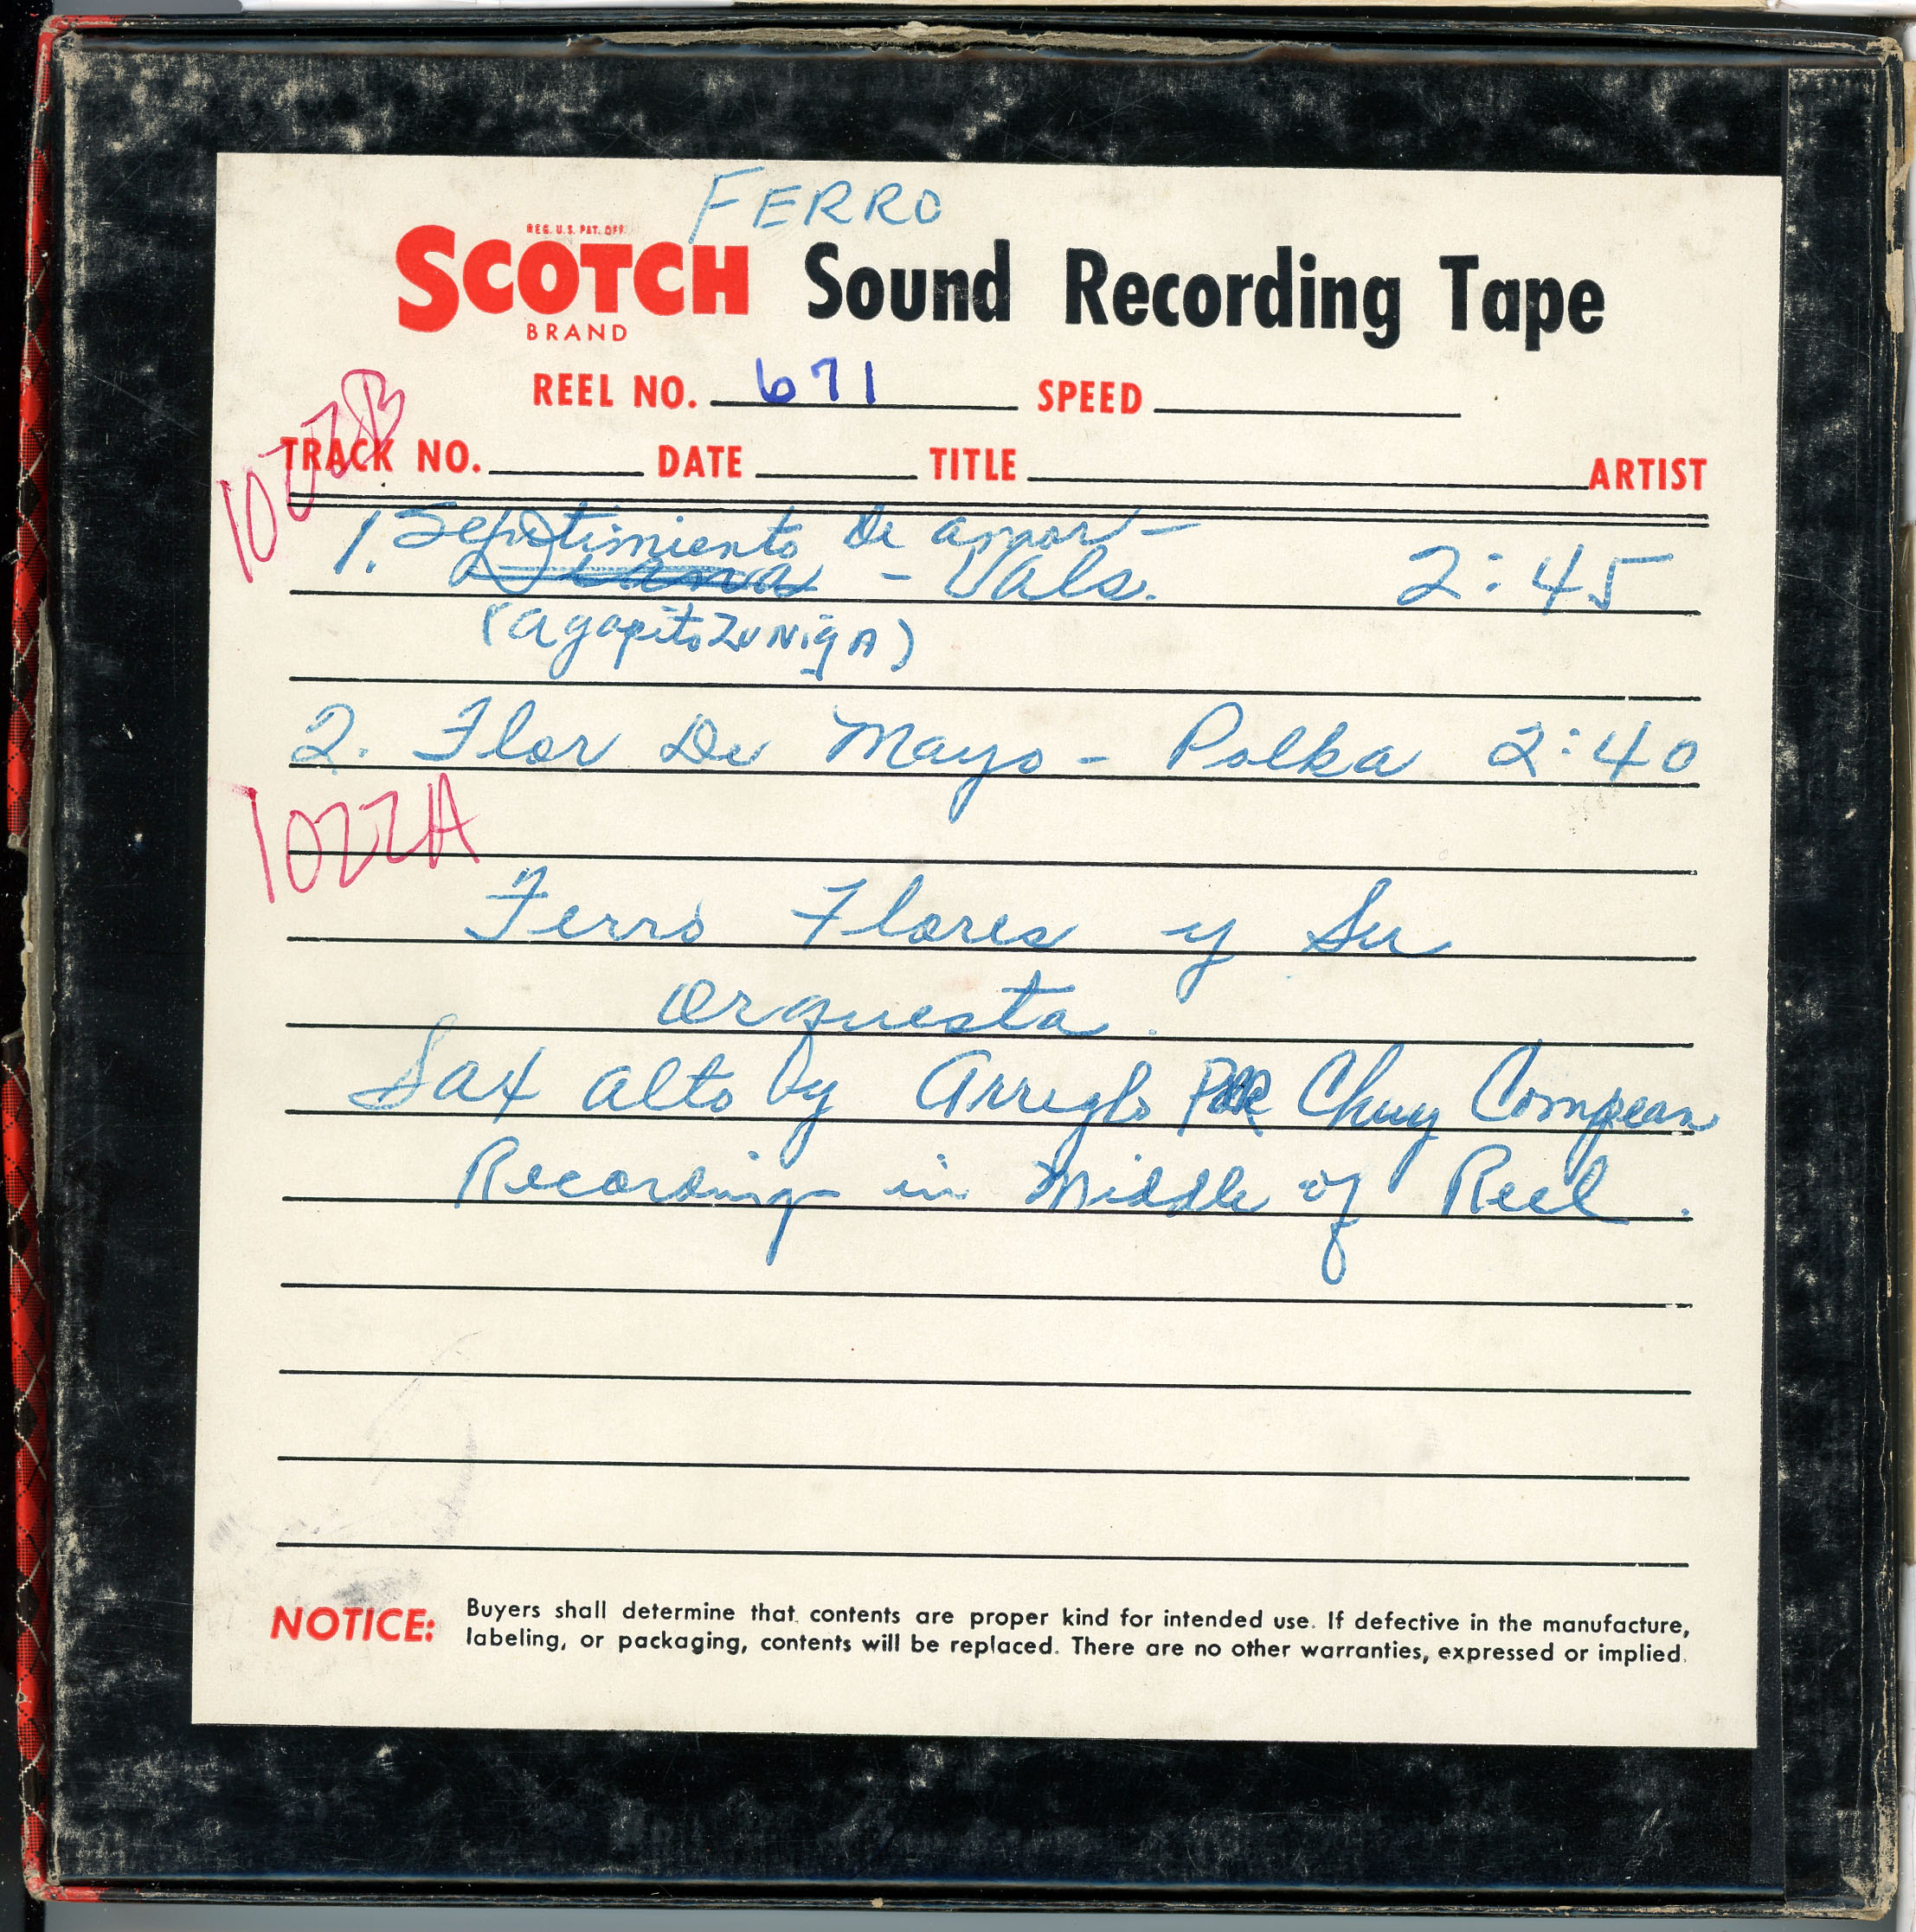 FERRO
REG. U.S. PAT. OFF.
SCOTCH Sound Recording Tape
BRAND
REEL NO. 671 SPEED
TRACK NO. DATE TITLE ARTIST
1022B
1. Sentimiento De amor -
- Vals. 2:45
(Agapito ZUNigA)
2. Flor De Mayo - Polka 2:40
1022A
Ferro Flores y Su
Orquesta.
Sax alto by Arreglo POR Chuy Compean
Recording in Middle of Reel.
NOTICE: Buyers shall determine that contents are proper kind for intended use. If defective in the manufacture,
labeling, or packaging, contents will be replaced. There are no other warranties, expressed or implied.